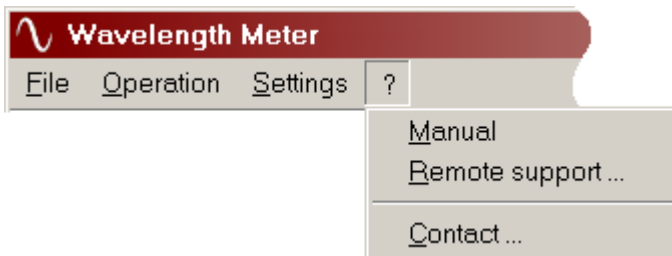 Wavelength Meter
File Operation Settings ?
Manual
Remote support ...
Contact ...